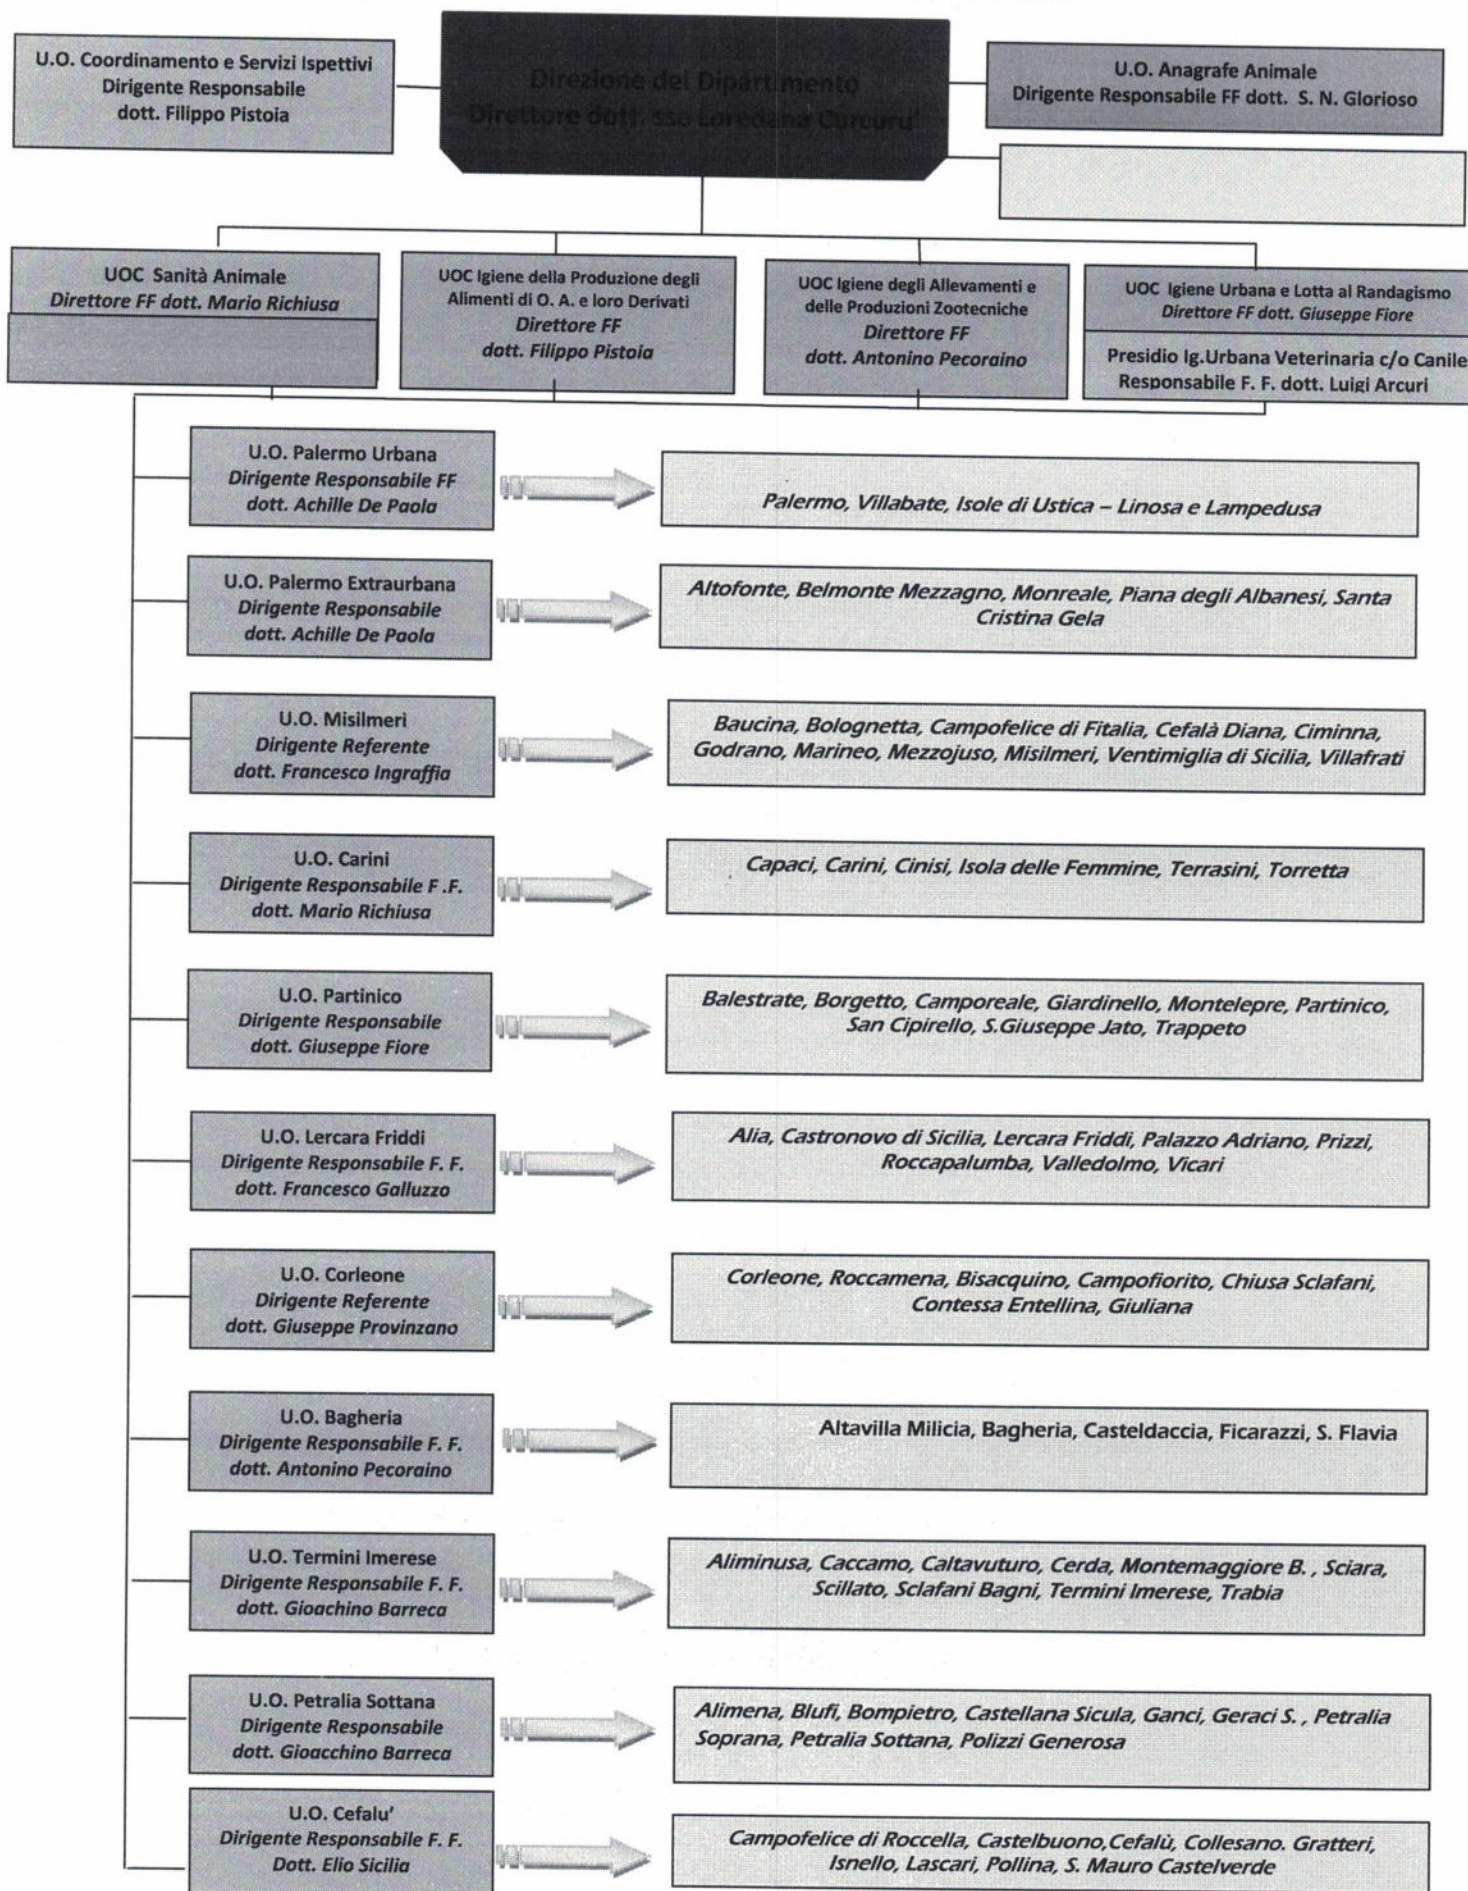 U.O. Coordinamento e Servizi Ispettivi
Dirigente Responsabile
dott. Filippo Pistoia
Direzione del Dipartimento
Direttore dott. ssa Loredana Curcuru'
U.O. Anagrafe Animale
Dirigente Responsabile FF dott. S. N. Glorioso
UOC Sanità Animale
Direttore FF dott. Mario Richiusa
UOC Igiene della Produzione degli
Alimenti di O. A. e loro Derivati
Direttore FF
dott. Filippo Pistoia
UOC Igiene degli Allevamenti e
delle Produzioni Zootecniche
Direttore FF
dott. Antonino Pecoraino
UOC Igiene Urbana e Lotta al Randagismo
Direttore FF dott. Giuseppe Fiore
Presidio Ig.Urbana Veterinaria c/o Canile
Responsabile F. F. dott. Luigi Arcuri
U.O. Palermo Urbana
Dirigente Responsabile FF
dott. Achille De Paola
Palermo, Villabate, Isole di Ustica – Linosa e Lampedusa
U.O. Palermo Extraurbana
Dirigente Responsabile
dott. Achille De Paola
Altofonte, Belmonte Mezzagno, Monreale, Piana degli Albanesi, Santa
Cristina Gela
U.O. Misilmeri
Dirigente Referente
dott. Francesco Ingraffia
Baucina, Bolognetta, Campofelice di Fitalia, Cefalà Diana, Ciminna,
Godrano, Marineo, Mezzojuso, Misilmeri, Ventimiglia di Sicilia, Villafrati
U.O. Carini
Dirigente Responsabile F .F.
dott. Mario Richiusa
Capaci, Carini, Cinisi, Isola delle Femmine, Terrasini, Torretta
U.O. Partinico
Dirigente Responsabile
dott. Giuseppe Fiore
Balestrate, Borgetto, Camporeale, Giardinello, Montelepre, Partinico,
San Cipirello, S.Giuseppe Jato, Trappeto
U.O. Lercara Friddi
Dirigente Responsabile F. F.
dott. Francesco Galluzzo
Alia, Castronovo di Sicilia, Lercara Friddi, Palazzo Adriano, Prizzi,
Roccapalumba, Valledolmo, Vicari
U.O. Corleone
Dirigente Referente
dott. Giuseppe Provinzano
Corleone, Roccamena, Bisacquino, Campofiorito, Chiusa Sclafani,
Contessa Entellina, Giuliana
U.O. Bagheria
Dirigente Responsabile F. F.
dott. Antonino Pecoraino
Altavilla Milicia, Bagheria, Casteldaccia, Ficarazzi, S. Flavia
U.O. Termini Imerese
Dirigente Responsabile F. F.
dott. Gioachino Barreca
Aliminusa, Caccamo, Caltavuturo, Cerda, Montemaggiore B. , Sciara,
Scillato, Sclafani Bagni, Termini Imerese, Trabia
U.O. Petralia Sottana
Dirigente Responsabile
dott. Gioacchino Barreca
Alimena, Blufi, Bompietro, Castellana Sicula, Ganci, Geraci S. , Petralia
Soprana, Petralia Sottana, Polizzi Generosa
U.O. Cefalu'
Dirigente Responsabile F. F.
Dott. Elio Sicilia
Campofelice di Roccella, Castelbuono,Cefalù, Collesano. Gratteri,
Isnello, Lascari, Pollina, S. Mauro Castelverde